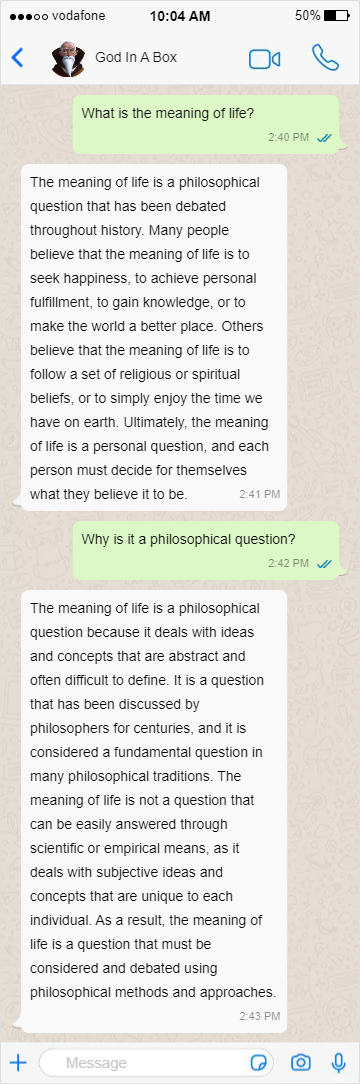 vodafone 10:04 AM 50%
God In A Box
What is the meaning of life?
2:40 PM
The meaning of life is a philosophical
question that has been debated
throughout history. Many people
believe that the meaning of life is to
seek happiness, to achieve personal
fulfillment, to gain knowledge, or to
make the world a better place. Others
believe that the meaning of life is to
follow a set of religious or spiritual
beliefs, or to simply enjoy the time we
have on earth. Ultimately, the meaning
of life is a personal question, and each
person must decide for themselves
what they believe it to be. 2:41 PM
Why is it a philosophical question?
2:42 PM
The meaning of life is a philosophical
question because it deals with ideas
and concepts that are abstract and
often difficult to define. It is a question
that has been discussed by
philosophers for centuries, and it is
considered a fundamental question in
many philosophical traditions. The
meaning of life is not a question that
can be easily answered through
scientific or empirical means, as it
deals with subjective ideas and
concepts that are unique to each
individual. As a result, the meaning of
life is a question that must be
considered and debated using
philosophical methods and approaches.
2:43 PM
Message